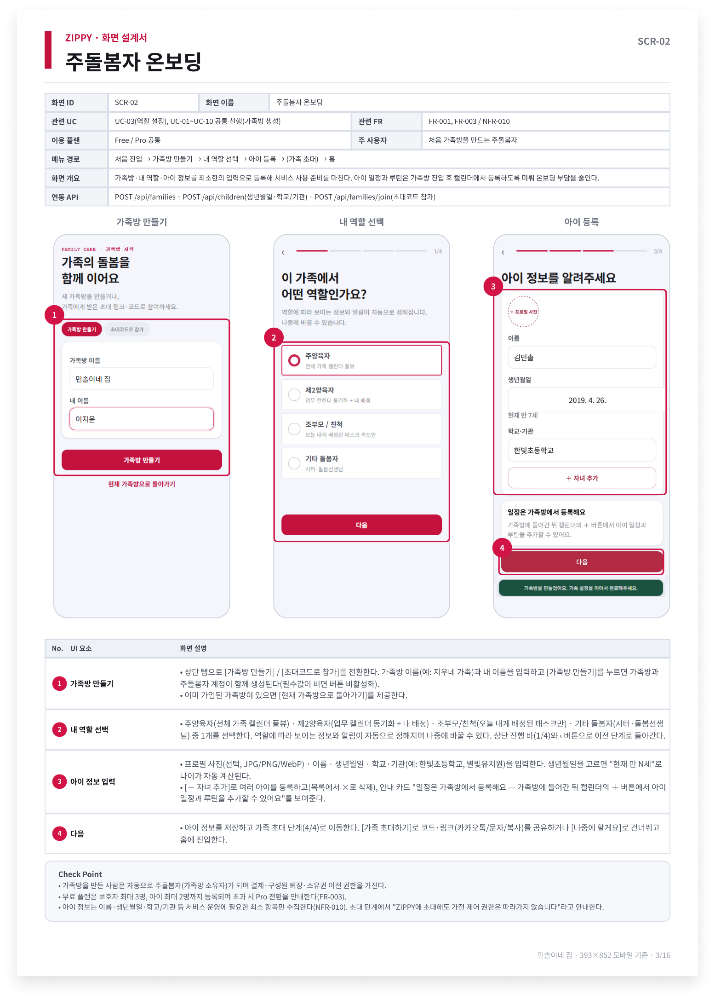 ZIPPY · 화면 설계서
SCR-02
주돌봄자 온보딩
화면 ID SCR-02 화면 이름 주돌봄자 온보딩
관련 UC UC-03(역할 설정), UC-01~UC-10 공통 선행(가족방 생성) 관련 FR FR-001, FR-003 / NFR-010
이용 플랜 Free / Pro 공통 주 사용자 처음 가족방을 만드는 주돌봄자
메뉴 경로 처음 진입 → 가족방 만들기 → 내 역할 선택 → 아이 등록 → (가족 초대) → 홈
화면 개요 가족방·내 역할·아이 정보를 최소한의 입력으로 등록해 서비스 사용 준비를 마친다. 아이 일정과 루틴은 가족방 진입 후 캘린더에서 등록하도록 미뤄 온보딩 부담을 줄인다.
연동 API POST /api/families · POST /api/children(생년월일·학교/기관) · POST /api/families/join(초대코드 참가)
가족방 만들기
FAMILY CARE · 가족방 시작
가족의 돌봄을
함께 이어요
새 가족방을 만들거나,
가족에게 받은 초대 링크·코드로 참여하세요.
1
가족방 만들기 초대코드로 참가
가족방 이름
민솔이네 집
내 이름
이지윤
가족방 만들기
현재 가족방으로 돌아가기
내 역할 선택
‹ 1/4
이 가족에서
어떤 역할인가요?
역할에 따라 보이는 정보와 알림이 자동으로 정해집니다.
나중에 바꿀 수 있습니다.
2
주양육자
전체 가족 캘린더 풀뷰
제2양육자
업무 캘린더 동기화 + 내 배정
조부모 / 친척
오늘 내게 배정된 태스크 카드만
기타 돌봄자
시터·돌봄선생님
다음
아이 등록
‹ 3/4
아이 정보를 알려주세요
3
+ 프로필 사진
이름
김민솔
생년월일
2019. 4. 26.
현재 만 7세
학교·기관
한빛초등학교
+ 자녀 추가
일정은 가족방에서 등록해요
가족방에 들어간 뒤 캘린더의 + 버튼에서 아이 일정과
루틴을 추가할 수 있어요.
4
다음
가족방을 만들었어요. 가족 설정을 이어서 완료해주세요.
No. UI 요소 화면 설명
1 가족방 만들기
• 상단 탭으로 [가족방 만들기] / [초대코드로 참가]를 전환한다. 가족방 이름(예: 지우네 가족)과 내 이름을 입력하고 [가족방 만들기]를 누르면 가족방과
주돌봄자 계정이 함께 생성된다(필수값이 비면 버튼 비활성화).
• 이미 가입된 가족방이 있으면 [현재 가족방으로 돌아가기]를 제공한다.
2 내 역할 선택
• 주양육자(전체 가족 캘린더 풀뷰) · 제2양육자(업무 캘린더 동기화 + 내 배정) · 조부모/친척(오늘 내게 배정된 태스크만) · 기타 돌봄자(시터·돌봄선생
님) 중 1개를 선택한다. 역할에 따라 보이는 정보와 알림이 자동으로 정해지며 나중에 바꿀 수 있다. 상단 진행 바(1/4)와 ‹ 버튼으로 이전 단계로 돌아간다.
3 아이 정보 입력
• 프로필 사진(선택, JPG/PNG/WebP) · 이름 · 생년월일 · 학교·기관(예: 한빛초등학교, 별빛유치원)을 입력한다. 생년월일을 고르면 "현재 만 N세"로
나이가 자동 계산된다.
• [+ 자녀 추가]로 여러 아이를 등록하고(목록에서 ×로 삭제), 안내 카드 "일정은 가족방에서 등록해요 — 가족방에 들어간 뒤 캘린더의 + 버튼에서 아이
일정과 루틴을 추가할 수 있어요"를 보여준다.
4 다음
• 아이 정보를 저장하고 가족 초대 단계(4/4)로 이동한다. [가족 초대하기]로 코드·링크(카카오톡/문자/복사)를 공유하거나 [나중에 할게요]로 건너뛰고
홈에 진입한다.
Check Point
• 가족방을 만든 사람은 자동으로 주돌봄자(가족방 소유자)가 되며 결제·구성원 퇴장·소유권 이전 권한을 가진다.
• 무료 플랜은 보호자 최대 3명, 아이 최대 2명까지 등록되며 초과 시 Pro 전환을 안내한다(FR-003).
• 아이 정보는 이름·생년월일·학교/기관 등 서비스 운영에 필요한 최소 항목만 수집한다(NFR-010). 초대 단계에서 "ZIPPY에 초대해도 가전 제어 권한은 따라가지 않습니다"라고 안내한다.
민솔이네 집 · 393×852 모바일 기준 · 3/16